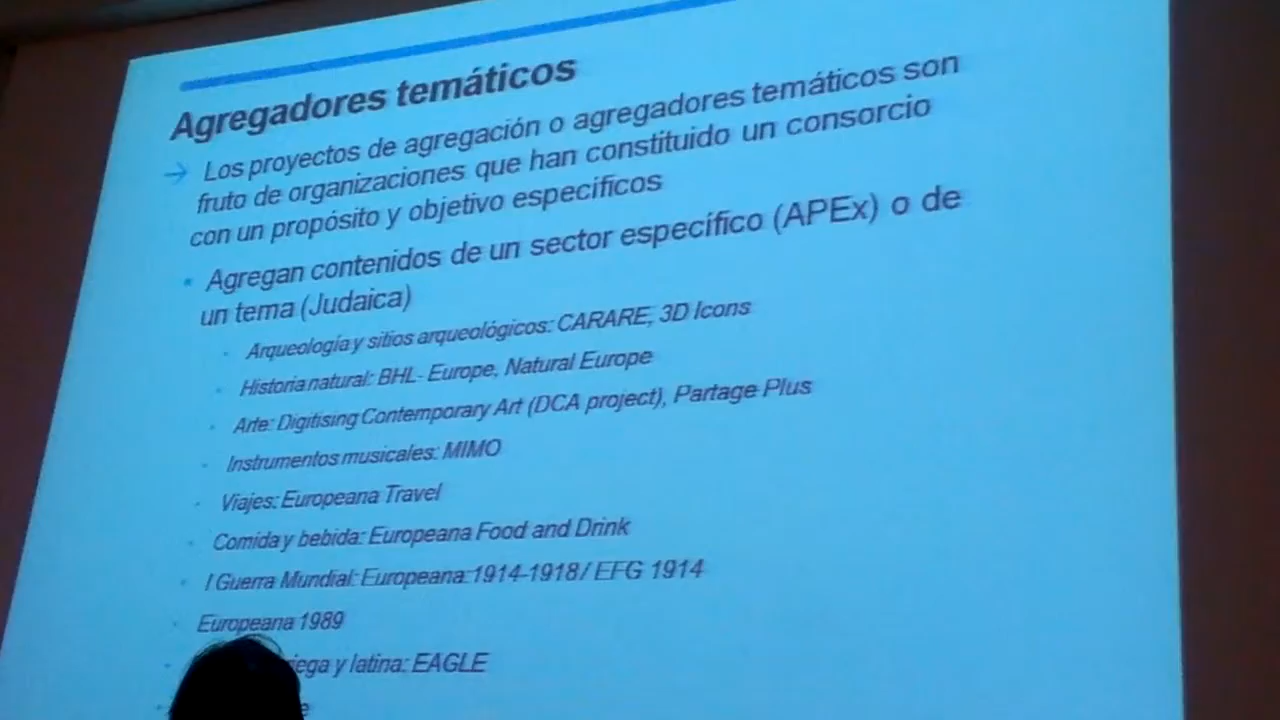 Agregadores temáticos
→ Los proyectos de agregación o agregadores temáticos son
fruto de organizaciones que han constituido un consorcio
con un propósito y objetivo específicos
• Agregan contenidos de un sector específico (APEx) o de
un tema (Judaica)
• Arqueología y sitios arqueológicos: CARARE, 3D Icons
• Historia natural: BHL- Europe, Natural Europe
• Arte: Digitising Contemporary Art (DCA project), Partage Plus
• Instrumentos musicales: MIMO
• Viajes: Europeana Travel
• Comida y bebida: Europeana Food and Drink
• I Guerra Mundial: Europeana:1914-1918/ EFG 1914
• Europeana 1989
• y latina: EAGLE